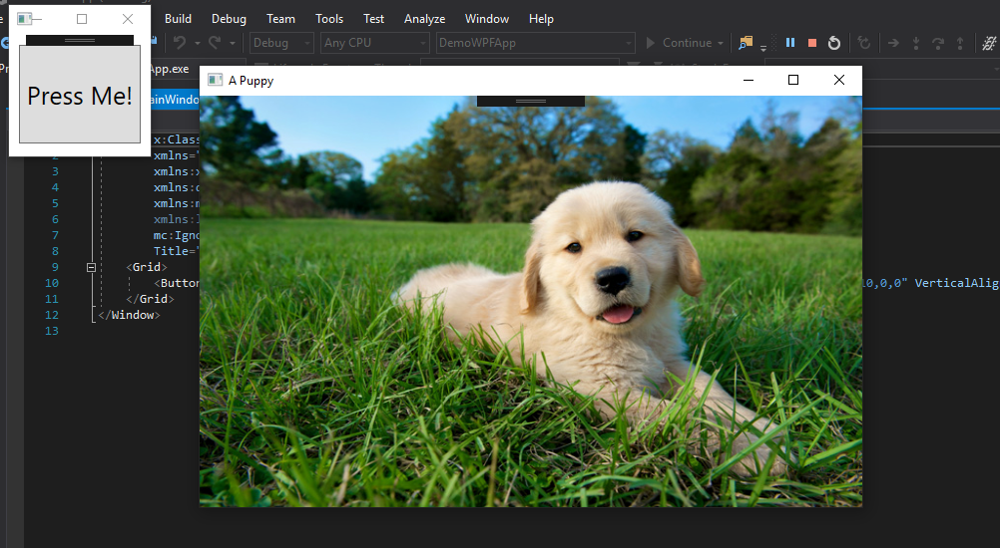 Build Debug Team Tools Test Analyze Window Help
Debug Any CPU DemoWPFApp Continue
App.exe
A Puppy
Press Me!
x:Class
2 xmlns="
3 xmlns:x
4 xmlns:
5 xmlns:
6 xmlns:
7 mc:Igno
8 Title="
9 <Grid>
10 <Button 10,0,0" VerticalAlig
11 </Grid>
12 </Window>
13